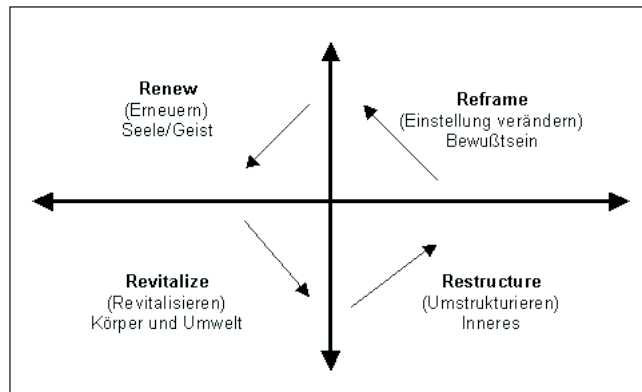 Renew
(Erneuern)
Seele/Geist
Reframe
(Einstellung verändern)
Bewußtsein
Revitalize
(Revitalisieren)
Körper und Umwelt
Restructure
(Umstrukturieren)
Inneres